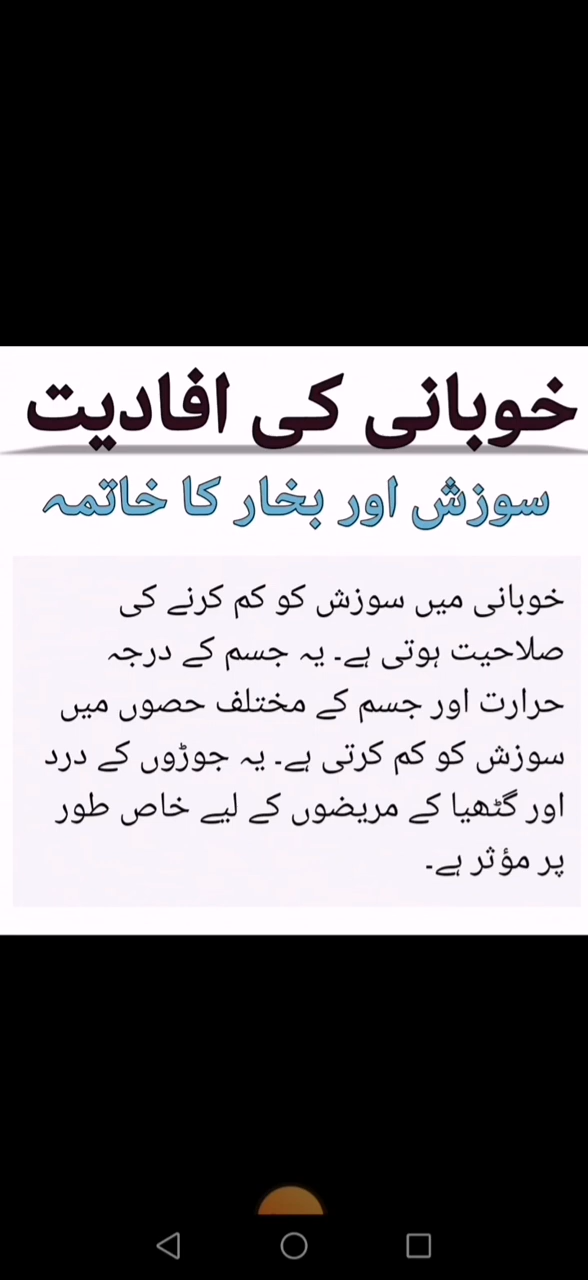 خوبانی کی افادیت
سوزش اور بخار کا خاتمہ
خوبانی میں سوزش کو کم کرنے کی
صلاحیت ہوتی ہے۔ یہ جسم کے درجہ
حرارت اور جسم کے مختلف حصوں میں
سوزش کو کم کرتی ہے۔ یہ جوڑوں کے درد
اور گٹھیا کے مریضوں کے لیے خاص طور
پر مؤثر ہے۔